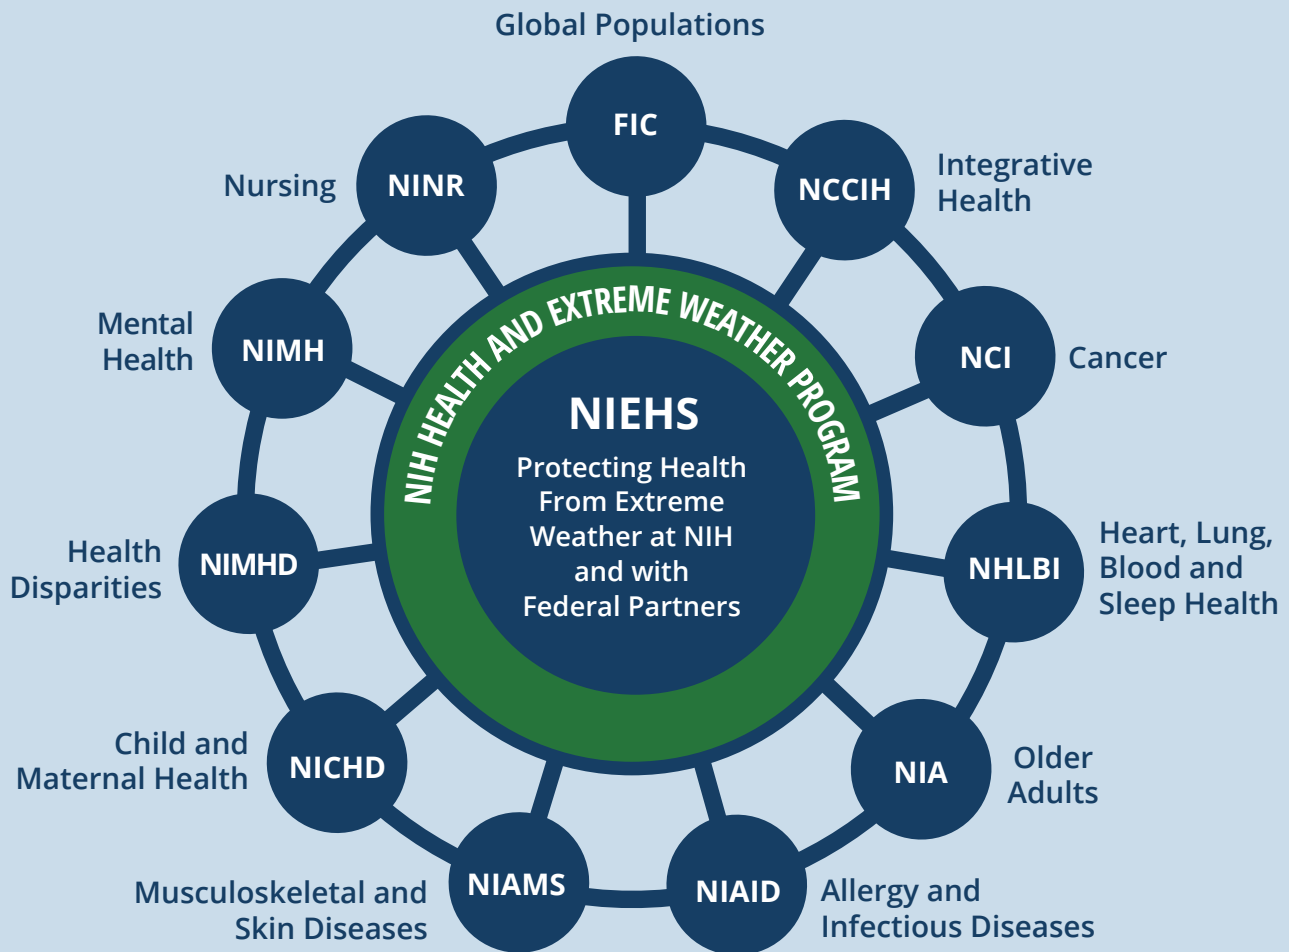 Global Populations
FIC
NCCIH
Integrative
Health
NCI
Cancer
NHLBI
Heart, Lung,
Blood and
Sleep Health
NIA
Older
Adults
NIAID
Allergy and
Infectious Diseases
NIAMS
Musculoskeletal and
Skin Diseases
NICHD
Child and
Maternal Health
NIMHD
Health
Disparities
NIMH
Mental
Health
NINR
Nursing
NIH HEALTH AND EXTREME WEATHER PROGRAM
NIEHS
Protecting Health
From Extreme
Weather at NIH
and with
Federal Partners